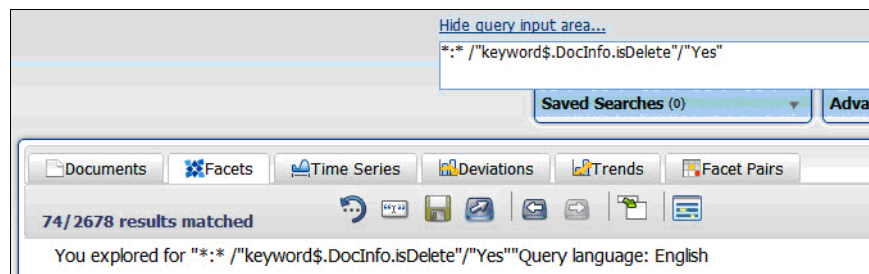 Hide query input area...
*:* /"keyword$.DocInfo.isDelete"/"Yes"
Saved Searches (0)
Adva
Documents Facets Time Series Deviations Trends Facet Pairs
74/2678 results matched
You explored for "*:* /"keyword$.DocInfo.isDelete"/"Yes""Query language: English